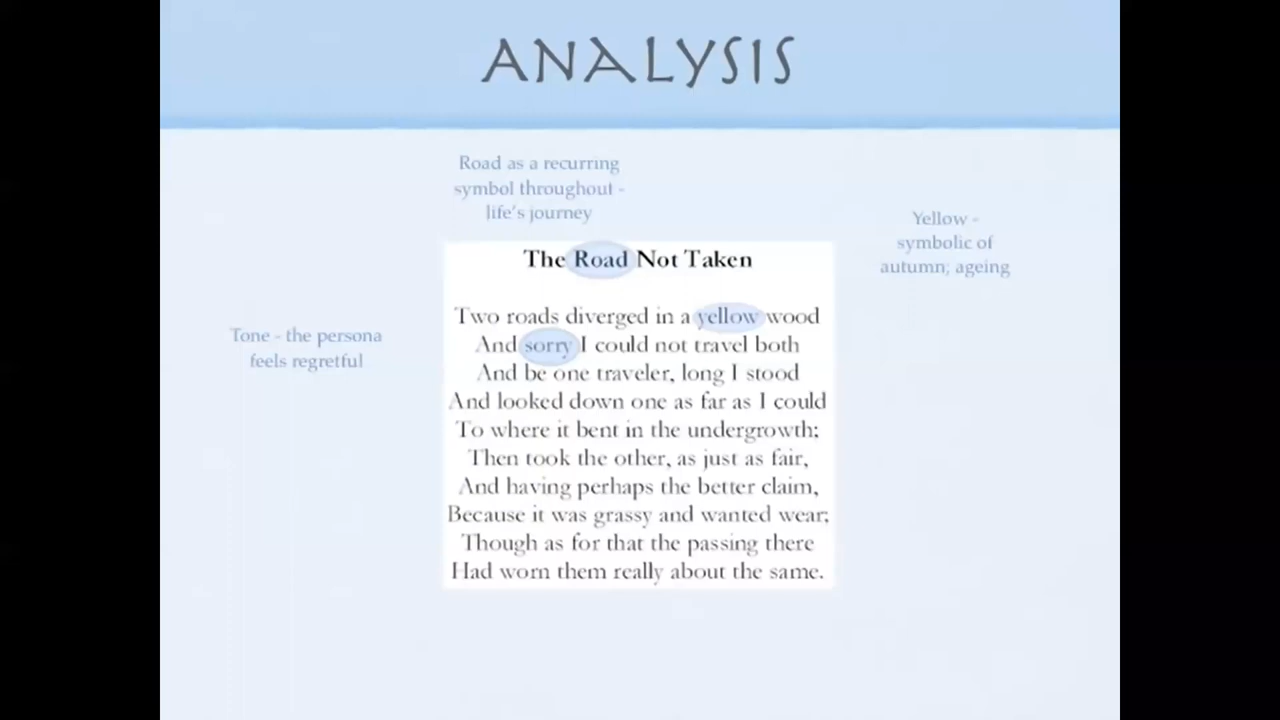 ANALYSIS
Road as a recurring
symbol throughout -
life's journey
Yellow -
symbolic of
autumn; ageing
Tone - the persona
feels regretful
The Road Not Taken
Two roads diverged in a yellow wood
And sorry I could not travel both
And be one traveler, long I stood
And looked down one as far as I could
To where it bent in the undergrowth;
Then took the other, as just as fair,
And having perhaps the better claim,
Because it was grassy and wanted wear;
Though as for that the passing there
Had worn them really about the same.